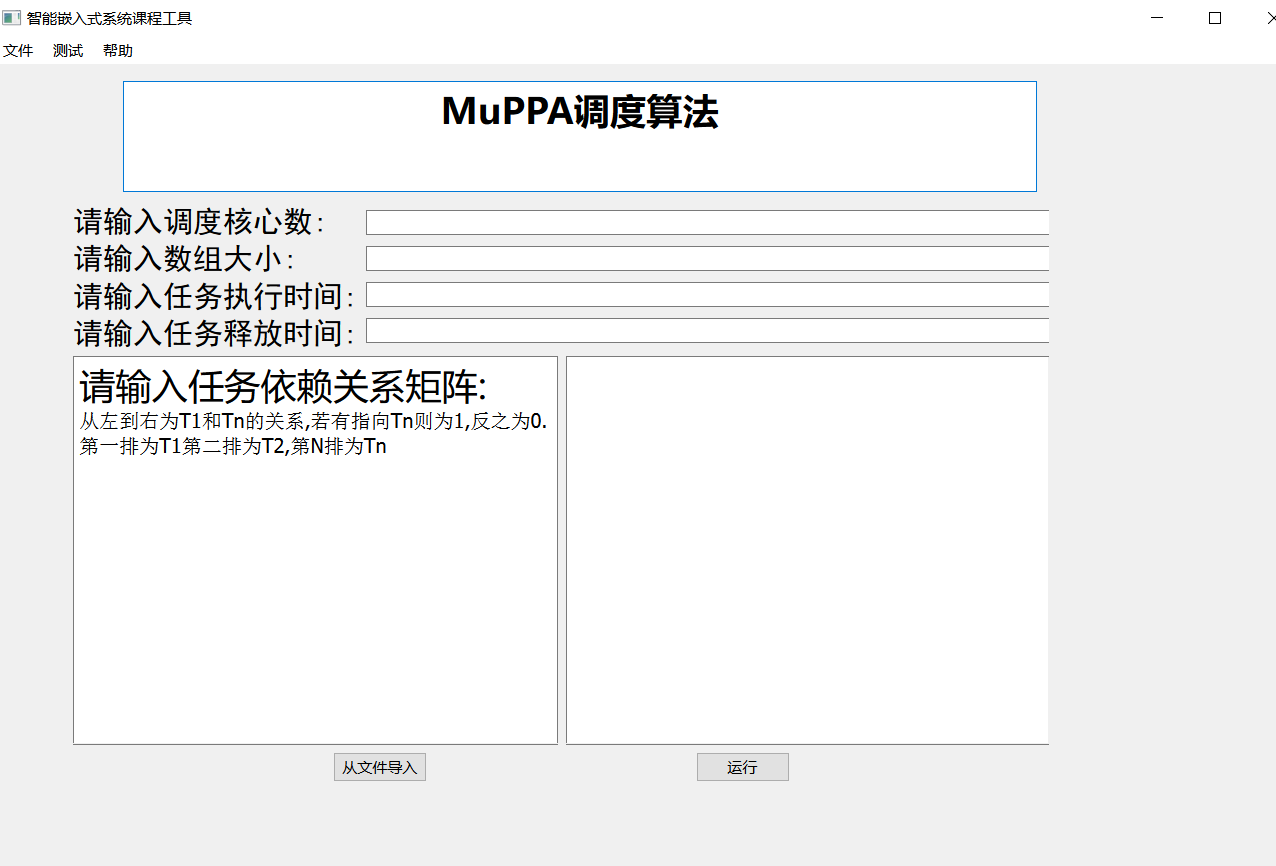 智能嵌入式系统课程工具
文件 测试 帮助
MuPPA调度算法
请输入调度核心数:
请输入数组大小:
请输入任务执行时间:
请输入任务释放时间:
请输入任务依赖关系矩阵:
从左到右为T1和Tn的关系,若有指向Tn则为1,反之为0.
第一排为T1第二排为T2,第N排为Tn
从文件导入 运行